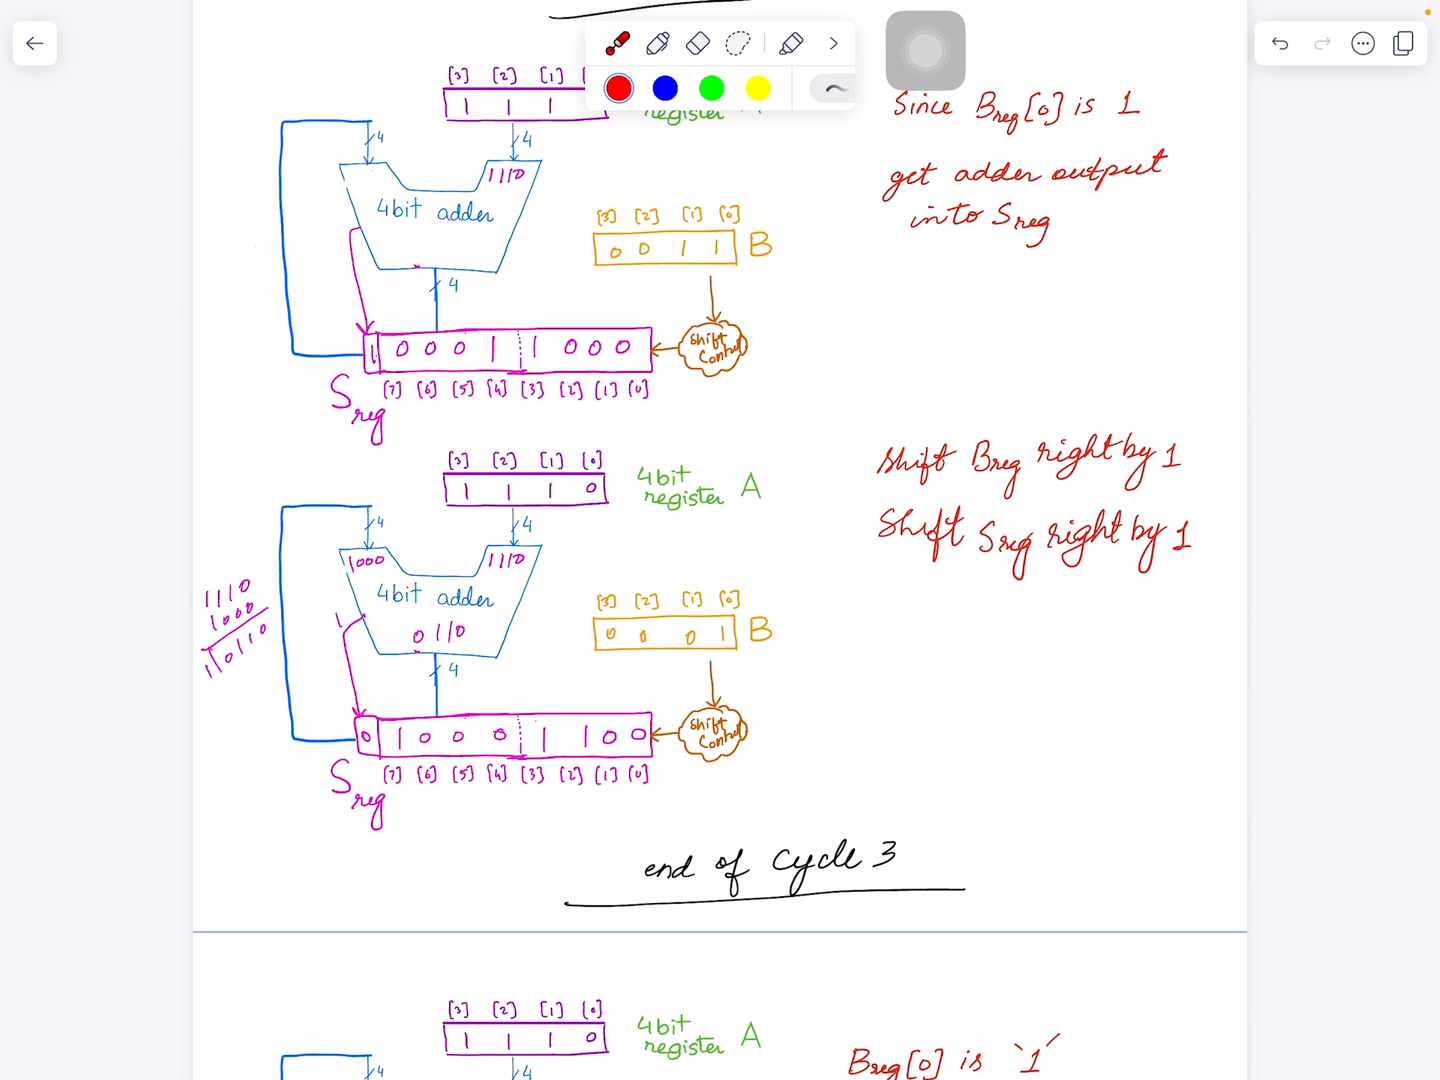 [3] [2] [1]
1 1 1
register
Since Breg[0] is 1
get adder output
into Sreg
4
4
1110
4bit adder
[3] [2] [1] [0]
0 0 1 1 B
4
Shift
Control
1 0 0 0 1 1 0 0 0
Sreg
[7] [6] [5] [4] [3] [2] [1] [0]
[3] [2] [1] [0]
1 1 1 0
4bit
register A
Shift Breg right by 1
Shift Sreg right by 1
4
4
1000
1110
4bit adder
0110
1
1110
1000
10110
[3] [2] [1] [0]
0 0 0 1 B
4
Shift
Control
0 1 0 0 0 1 1 0 0
Sreg
[7] [6] [5] [4] [3] [2] [1] [0]
end of Cycle 3
[3] [2] [1] [0]
1 1 1 0
4bit
register A
Breg[0] is '1'
4
4